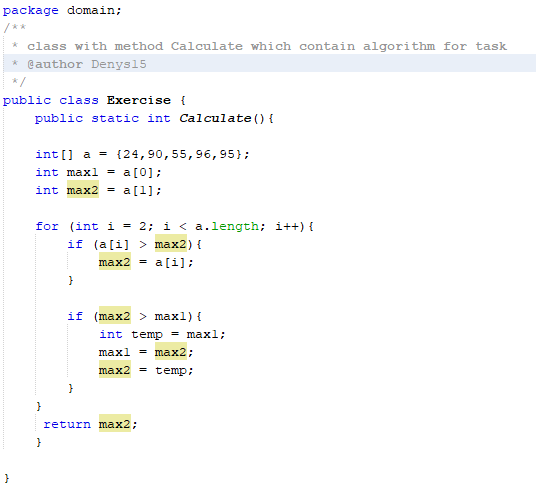 package domain;
/**
 * class with method Calculate which contain algorithm for task
 * @author Denys15
 */
public class Exercise {
    public static int Calculate(){

    int[] a = {24,90,55,96,95};
    int max1 = a[0];
    int max2 = a[1];

    for (int i = 2; i < a.length; i++){
        if (a[i] > max2){
            max2 = a[i];
        }

        if (max2 > max1){
            int temp = max1;
            max1 = max2;
            max2 = temp;
        }
    }
     return max2;
    }

}